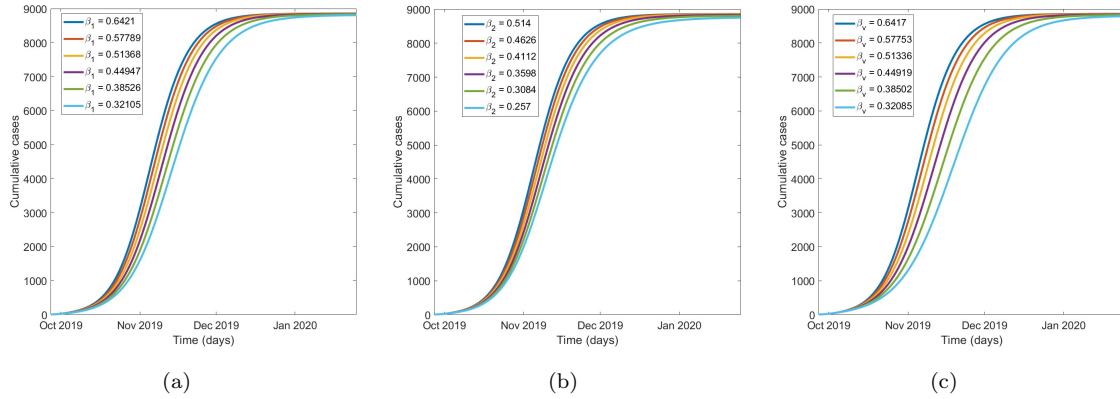 9000
8000
7000
6000
5000
4000
3000
2000
1000
0
Cumulative cases
β1 = 0.6421
β1 = 0.57789
β1 = 0.51368
β1 = 0.44947
β1 = 0.38526
β1 = 0.32105
Oct 2019 Nov 2019 Dec 2019 Jan 2020
Time (days)
(a)
9000
8000
7000
6000
5000
4000
3000
2000
1000
0
Cumulative cases
β2 = 0.514
β2 = 0.4626
β2 = 0.4112
β2 = 0.3598
β2 = 0.3084
β2 = 0.257
Oct 2019 Nov 2019 Dec 2019 Jan 2020
Time (days)
(b)
9000
8000
7000
6000
5000
4000
3000
2000
1000
0
Cumulative cases
βv = 0.6417
βv = 0.57753
βv = 0.51336
βv = 0.44919
βv = 0.38502
βv = 0.32085
Oct 2019 Nov 2019 Dec 2019 Jan 2020
Time (days)
(c)